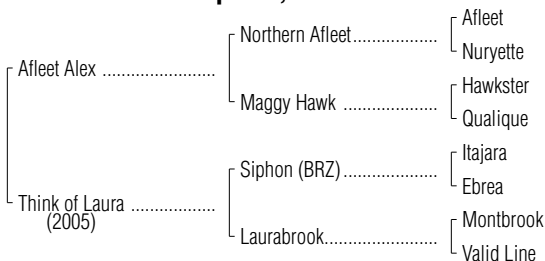 Afleet
Northern Afleet...................
Nuryette
Afleet Alex .........................
Hawkster
Maggy Hawk .....................
Qualique
Itajara
Siphon (BRZ).....................
Ebrea
Think of Laura ...................
(2005)
Montbrook
Laurabrook.........................
Valid Line